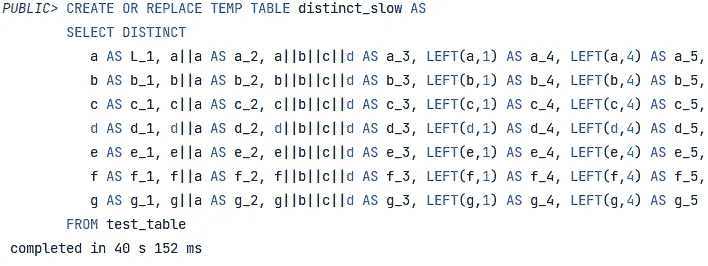 PUBLIC> CREATE OR REPLACE TEMP TABLE distinct_slow AS
SELECT DISTINCT
a AS L_1, a||a AS a_2, a||b||c||d AS a_3, LEFT(a,1) AS a_4, LEFT(a,4) AS a_5,
b AS b_1, b||a AS b_2, b||b||c||d AS b_3, LEFT(b,1) AS b_4, LEFT(b,4) AS b_5,
c AS c_1, c||a AS c_2, c||b||c||d AS c_3, LEFT(c,1) AS c_4, LEFT(c,4) AS c_5,
d AS d_1, d||a AS d_2, d||b||c||d AS d_3, LEFT(d,1) AS d_4, LEFT(d,4) AS d_5,
e AS e_1, e||a AS e_2, e||b||c||d AS e_3, LEFT(e,1) AS e_4, LEFT(e,4) AS e_5,
f AS f_1, f||a AS f_2, f||b||c||d AS f_3, LEFT(f,1) AS f_4, LEFT(f,4) AS f_5,
g AS g_1, g||a AS g_2, g||b||c||d AS g_3, LEFT(g,1) AS g_4, LEFT(g,4) AS g_5
FROM test_table
completed in 40 s 152 ms